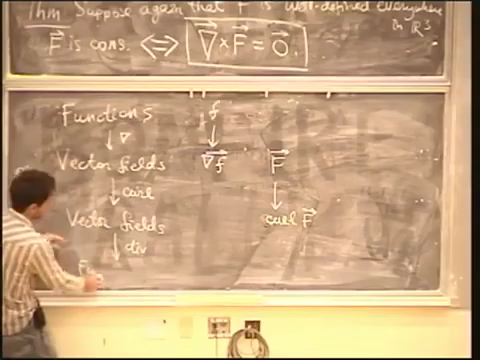 Thm Suppose again that F⃗ is well-defined everywhere
in ℝ³
F⃗ is cons. ⟺ ∇⃗×F⃗ = 0⃗.
Functions f
↓ ∇ ↓
Vector fields ∇⃗f F⃗
↓ curl ↓
Vector fields curl F⃗
↓ div